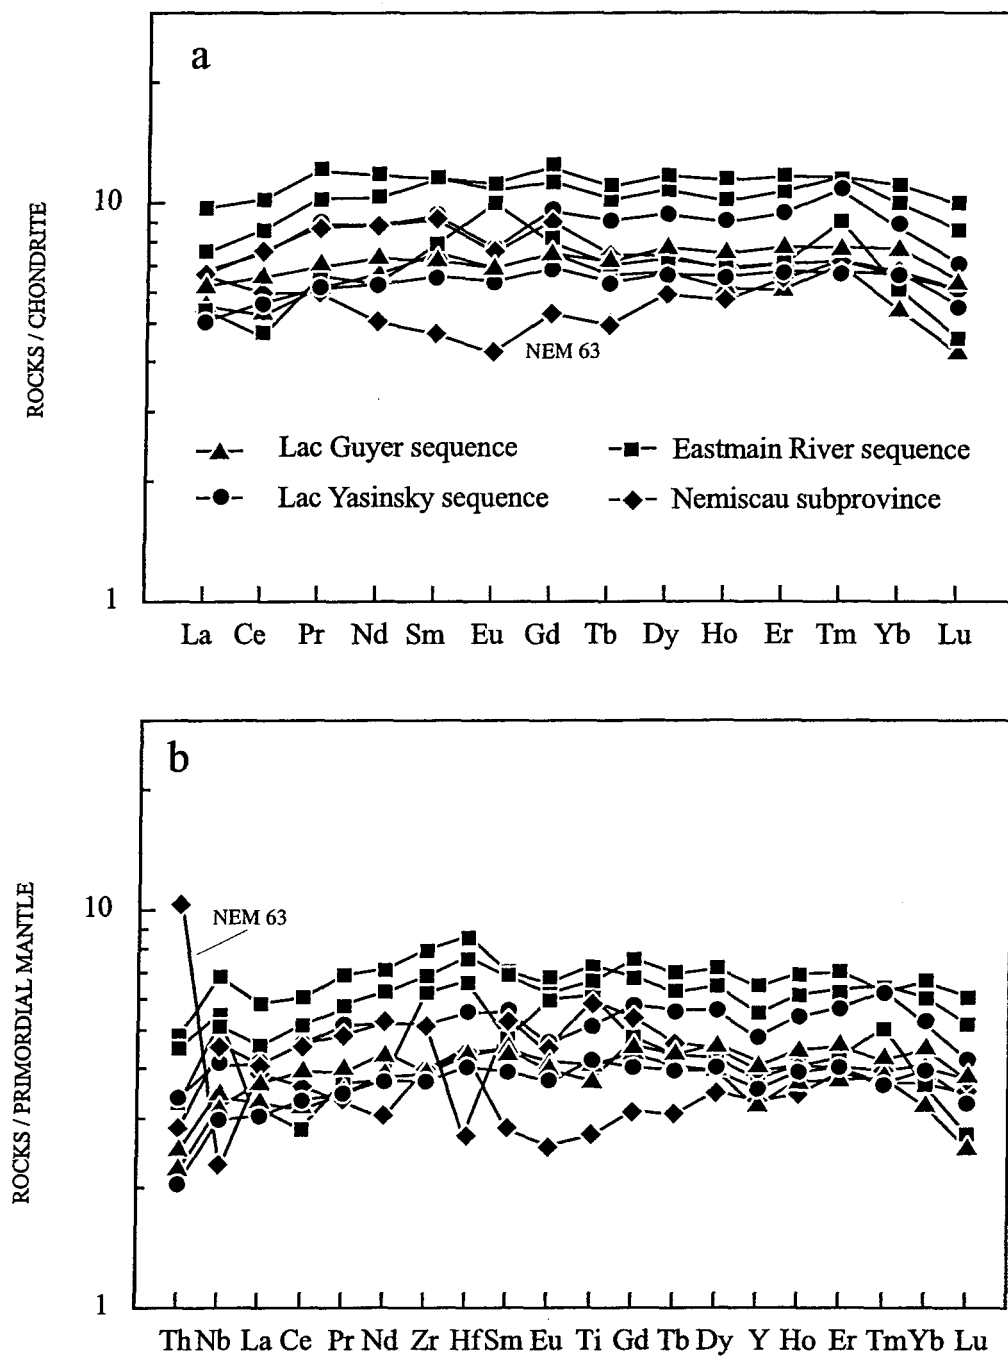 a
ROCKS / CHONDRITE
10
1
NEM 63
Lac Guyer sequence
Eastmain River sequence
Lac Yasinsky sequence
Nemiscau subprovince
La Ce Pr Nd Sm Eu Gd Tb Dy Ho Er Tm Yb Lu
b
ROCKS / PRIMORDIAL MANTLE
10
1
NEM 63
Th Nb La Ce Pr Nd Zr Hf Sm Eu Ti Gd Tb Dy Y Ho Er Tm Yb Lu